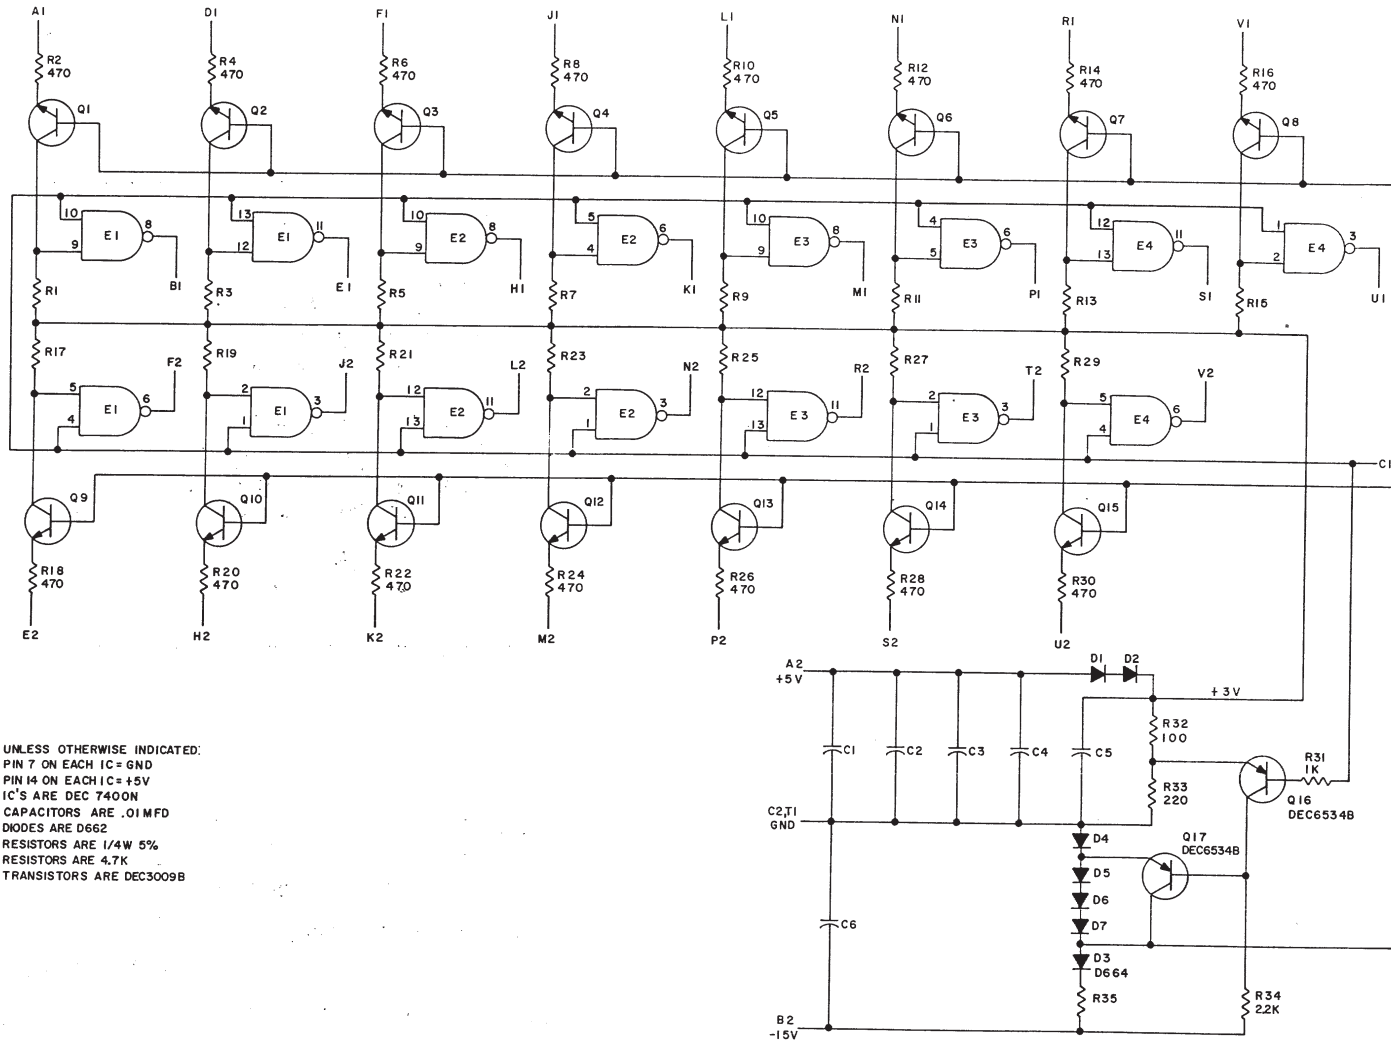 A1 D1 F1 J1 L1 N1 R1 V1
R2 470 R4 470 R6 470 R8 470 R10 470 R12 470 R14 470 R16 470
Q1 Q2 Q3 Q4 Q5 Q6 Q7 Q8
10 9 E1 8 13 12 E1 11 10 9 E2 8 5 4 E2 6 10 9 E3 8 4 5 E3 6 12 13 E4 11 1 2 E4 3
B1 E1 H1 K1 M1 P1 S1 U1
R1 R3 R5 R7 R9 R11 R13 R15
R17 R19 R21 R23 R25 R27 R29
F2 J2 L2 N2 R2 T2 V2
5 4 E1 6 2 1 E1 3 12 13 E2 11 2 1 E2 3 12 13 E3 11 2 1 E3 3 5 4 E4 6
C1
Q9 Q10 Q11 Q12 Q13 Q14 Q15
R18 470 R20 470 R22 470 R24 470 R26 470 R28 470 R30 470
E2 H2 K2 M2 P2 S2 U2
A2
+5V
D1 D2
+3V
C1 C2 C3 C4 C5
R32
100
R33
220
R31
1K
Q16
DEC6534B
C2,T1
GND
Q17
DEC6534B
D4
D5
D6
D7
D3
D664
R35
C6
R34
2.2K
B2
-15V
UNLESS OTHERWISE INDICATED:
PIN 7 ON EACH IC = GND
PIN 14 ON EACH IC = +5V
IC'S ARE DEC 7400N
CAPACITORS ARE .01MFD
DIODES ARE D662
RESISTORS ARE 1/4W 5%
RESISTORS ARE 4.7K
TRANSISTORS ARE DEC3009B